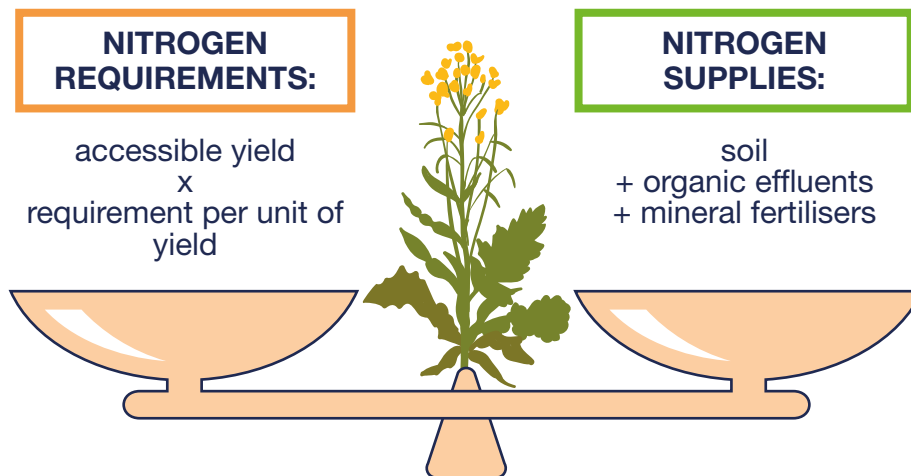 NITROGEN
REQUIREMENTS:
accessible yield
x
requirement per unit of
yield
NITROGEN
SUPPLIES:
soil
+ organic effluents
+ mineral fertilisers